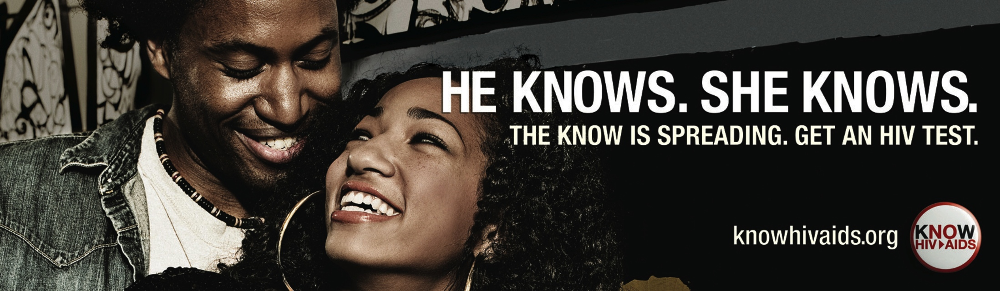 HE KNOWS. SHE KNOWS.
THE KNOW IS SPREADING. GET AN HIV TEST.
knowhivaids.org
KNOW
HIV▸AIDS